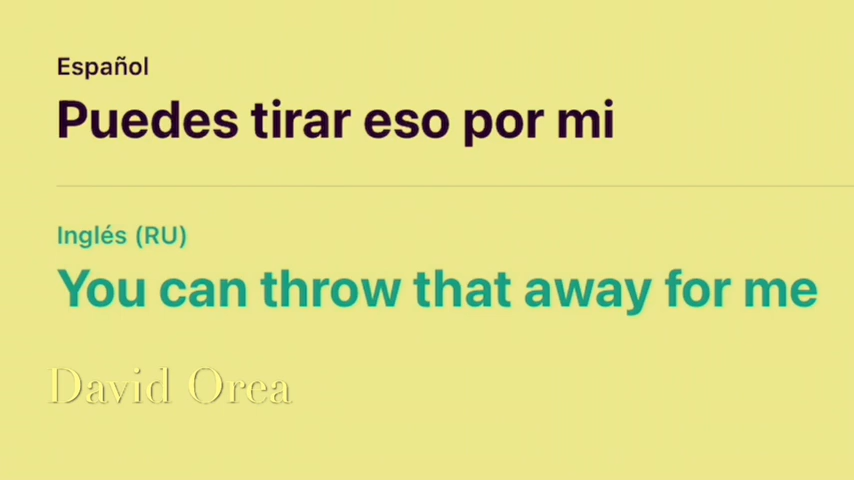 Español
Puedes tirar eso por mi
Inglés (RU)
You can throw that away for me
David Orea